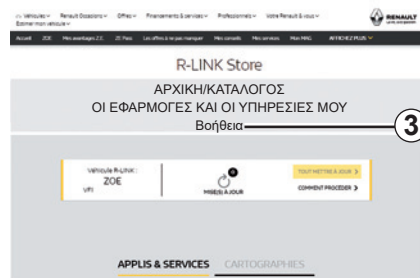 Véhicules Renault Occasions Offres Financements & services Professionnels Votre Renault & vous
Estimer mon véhicule
RENAULT
Accueil ZOE Mes avantages Z.E. ZE Pass Les offres à ne pas manquer Mes conseils Mes services Mon MAG AFFICHEZ PLUS
R-LINK Store
ΑΡΧΙΚΗ/ΚΑΤΑΛΟΓΟΣ
ΟΙ ΕΦΑΡΜΟΓΕΣ ΚΑΙ ΟΙ ΥΠΗΡΕΣΙΕΣ ΜΟΥ
Βοήθεια
3
Véhicule R-LINK :
ZOE
MISE(S) À JOUR
TOUT METTRE À JOUR
COMMENT PROCÉDER
APPLIS & SERVICES CARTOGRAPHIES